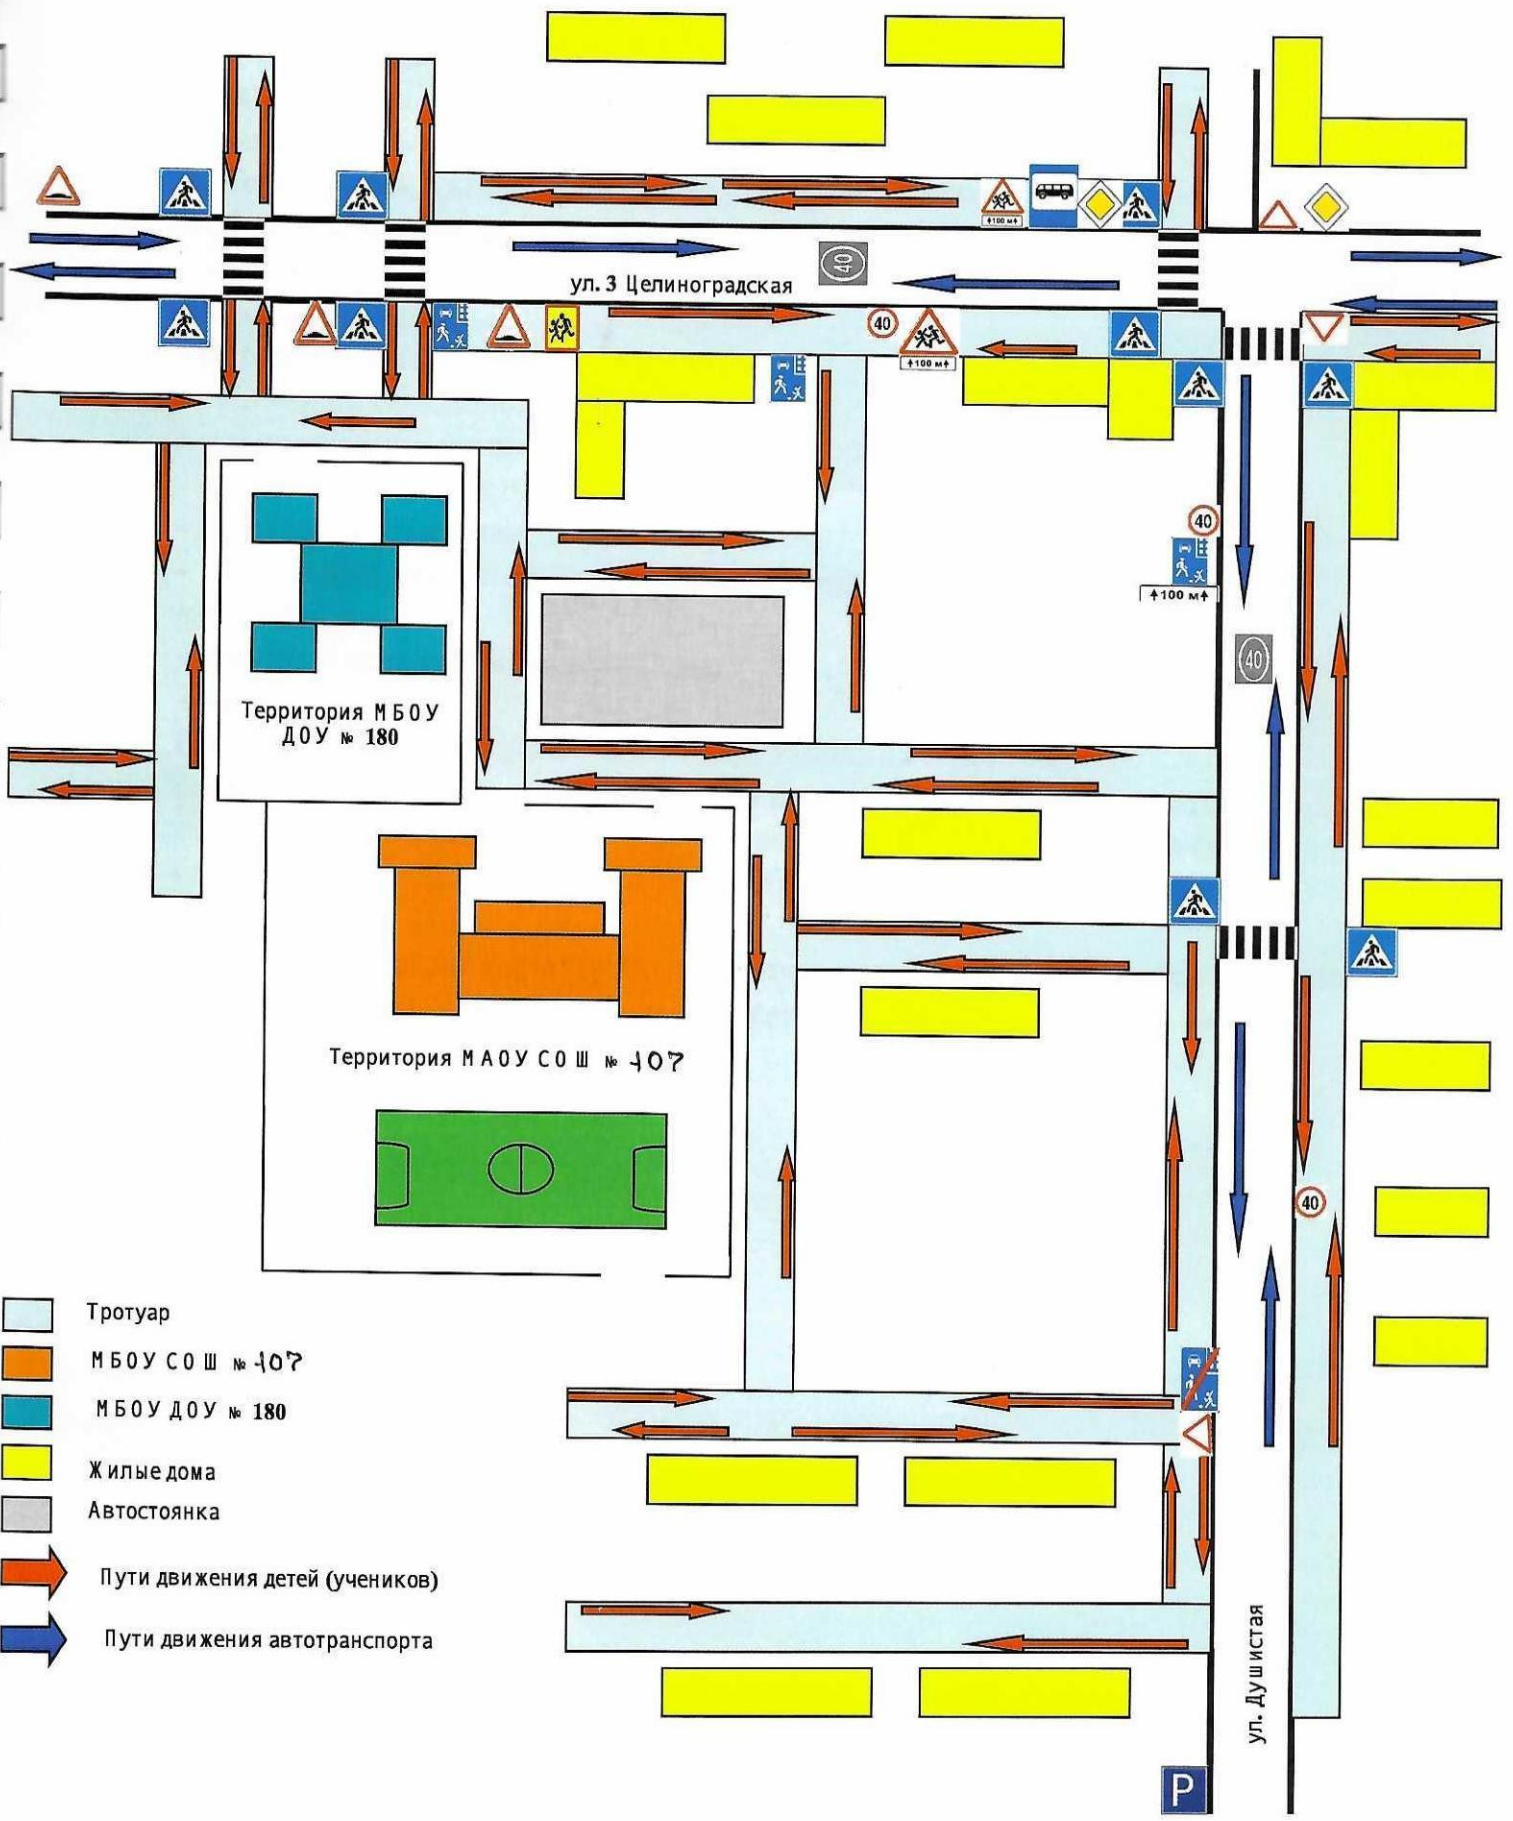 ↑100 м↑
ул. 3 Целиноградская
40
40
↑100 м↑
40
↑100 м↑
40
Территория МБОУ
ДОУ № 180
Территория МАОУ СОШ № 107
40
Тротуар
МБОУ СОШ № 107
МБОУ ДОУ № 180
Жилые дома
Автостоянка
Пути движения детей (учеников)
Пути движения автотранспорта
ул. Душистая
P